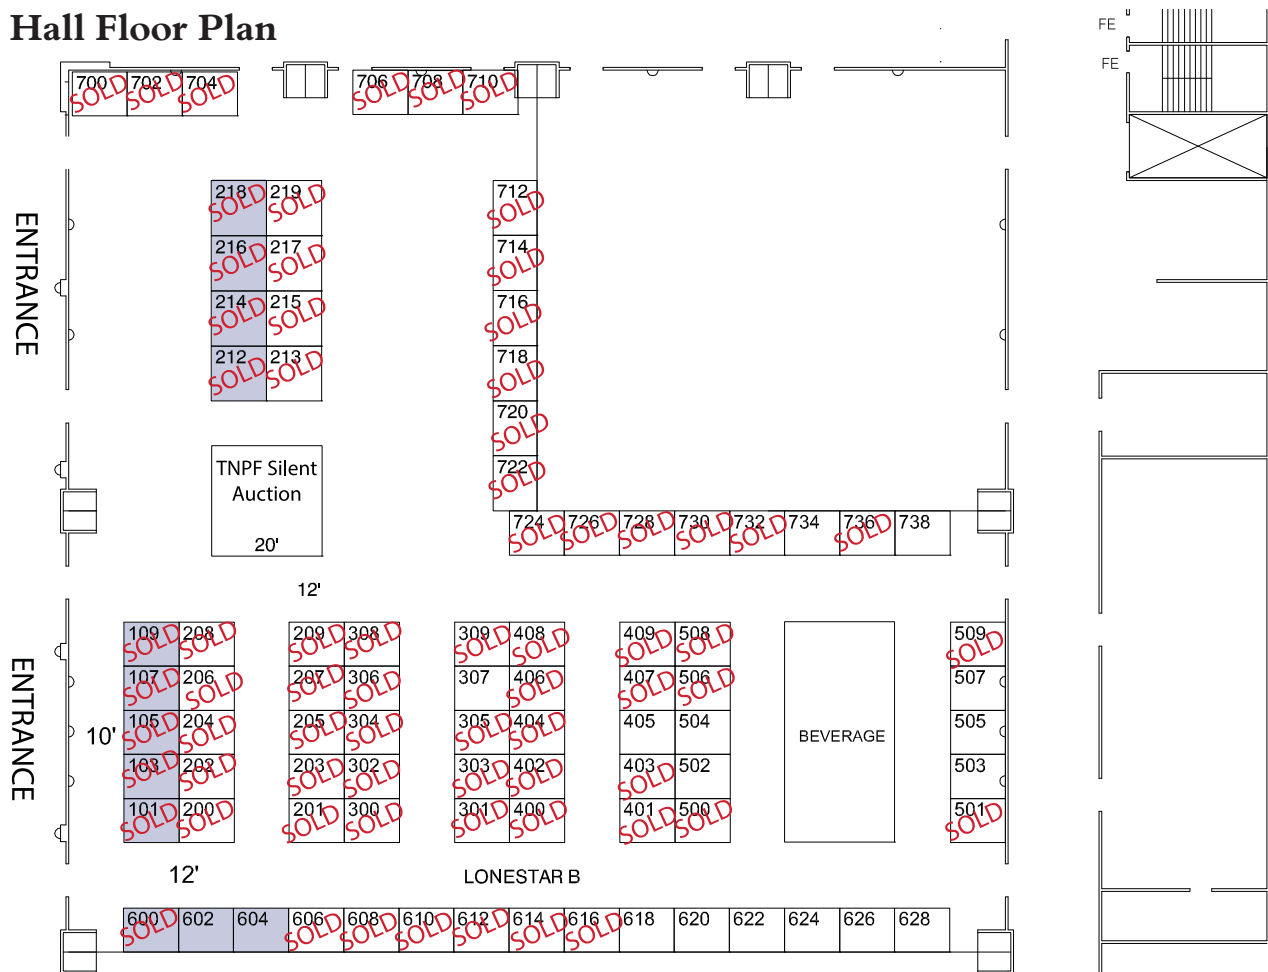 Hall Floor Plan
FE
FE
700 SOLD 702 SOLD 704 SOLD
706 SOLD 708 SOLD 710 SOLD
ENTRANCE
218 SOLD 219 SOLD
216 SOLD 217 SOLD
214 SOLD 215 SOLD
212 SOLD 213 SOLD
712 SOLD
714 SOLD
716 SOLD
718 SOLD
720 SOLD
722 SOLD
TNPF Silent
Auction
20'
724 SOLD 726 SOLD 728 SOLD 730 SOLD 732 SOLD 734 736 SOLD 738
12'
ENTRANCE
10'
109 SOLD 208 SOLD 209 SOLD 308 SOLD 309 SOLD 408 SOLD 409 SOLD 508 SOLD 509 SOLD
107 SOLD 206 SOLD 207 SOLD 306 SOLD 307 406 SOLD 407 SOLD 506 SOLD 507
105 SOLD 204 SOLD 205 SOLD 304 SOLD 305 SOLD 404 SOLD 405 504 BEVERAGE 505
103 SOLD 202 SOLD 203 SOLD 302 SOLD 303 SOLD 402 SOLD 403 SOLD 502 503
101 SOLD 200 SOLD 201 SOLD 300 SOLD 301 SOLD 400 SOLD 401 SOLD 500 SOLD 501 SOLD
12'
LONESTAR B
600 SOLD 602 604 606 SOLD 608 SOLD 610 SOLD 612 SOLD 614 SOLD 616 SOLD 618 620 622 624 626 628